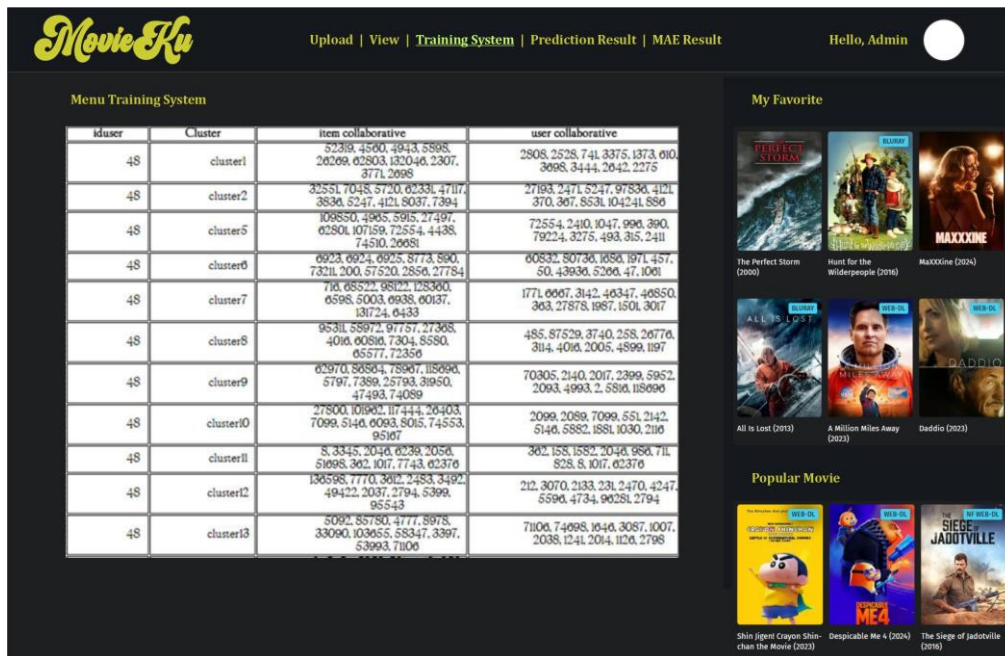 MovieKu
Upload | View | Training System | Prediction Result | MAE Result
Hello, Admin
Menu Training System
iduser Cluster item collaborative user collaborative
48 cluster1
52319, 4560, 4943, 5898,
26269, 62803, 132046, 2307,
3771, 2698
2808, 2528, 741, 3375, 1373, 610,
3698, 3444, 2642, 2275
48 cluster2
32551, 7048, 5720, 62331, 47117,
3836, 5247, 4121, 8037, 7394
27193, 2471, 5247, 97836, 4121,
370, 367, 8531, 104241, 886
48 cluster5
109850, 4965, 5915, 27497,
62801, 107159, 72554, 4438,
74510, 26681
72554, 2410, 1047, 996, 390,
79224, 3275, 493, 315, 2411
48 cluster6
6923, 6924, 6925, 8773, 890,
73211, 200, 57520, 2856, 27784
60832, 80736, 1686, 1971, 457,
50, 43936, 5266, 47, 1061
48 cluster7
716, 68522, 98122, 128360,
6598, 5003, 6938, 60137,
131724, 6433
1771, 6667, 3142, 46347, 46850,
363, 27878, 1987, 1501, 3017
48 cluster8
95311, 58972, 97757, 27368,
4016, 60816, 7304, 8580,
65577, 72356
485, 87529, 3740, 258, 26776,
3114, 4016, 2005, 4899, 1197
48 cluster9
62970, 86864, 78967, 118696,
5797, 7389, 25793, 31950,
47493, 74089
70305, 2140, 2017, 2399, 5952,
2093, 4993, 2, 5816, 118696
48 cluster10
27800, 101962, 117444, 26403,
7099, 5146, 6093, 8015, 74553,
95167
2099, 2089, 7099, 551, 2142,
5146, 5882, 1881, 1030, 2116
48 cluster11
8, 3345, 2046, 6239, 2056,
51698, 362, 1017, 7743, 62376
362, 158, 1582, 2046, 986, 711,
828, 8, 1017, 62376
48 cluster12
136598, 7770, 3612, 2483, 3492,
49422, 2037, 2794, 5399,
95543
212, 3070, 2133, 231, 2470, 4247,
5596, 4734, 96281, 2794
48 cluster13
5092, 85780, 4777, 8978,
33090, 103655, 58347, 3397,
53993, 71106
71106, 74698, 1646, 3087, 1007,
2038, 1241, 2014, 1126, 2798
My Favorite
PERFECT
STORM
The Perfect Storm
(2000)
BLURAY
Hunt for the
Wilderpeople (2016)
MAXXXINE
MaXXXine (2024)
BLURAY
ALL IS LOST
All Is Lost (2013)
WEB-DL
MILES AWAY
A Million Miles Away
(2023)
WEB-DL
DADDIO
Daddio (2023)
Popular Movie
WEB-DL
Shin Jigen! Crayon Shin-
chan the Movie (2023)
WEB-DL
DESPICABLE
ME4
Despicable Me 4 (2024)
NF WEB-DL
THE
SIEGE OF
JADOTVILLE
The Siege of Jadotville
(2016)